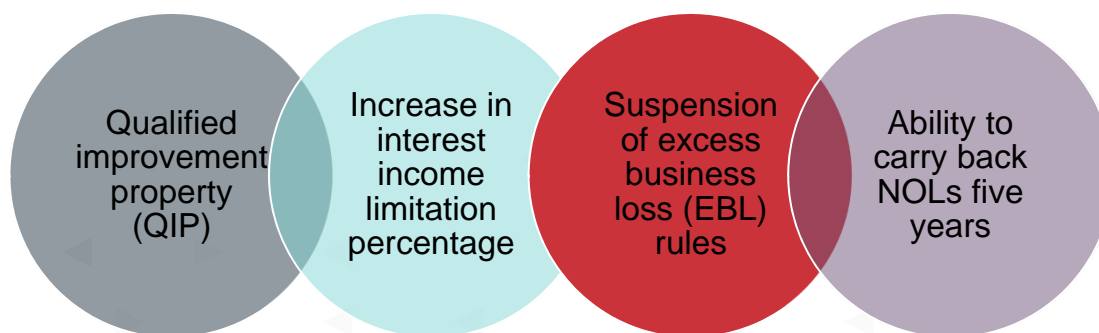 Qualified
improvement
property
(QIP)
Increase in
interest
income
limitation
percentage
Suspension
of excess
business
loss (EBL)
rules
Ability to
carry back
NOLs five
years